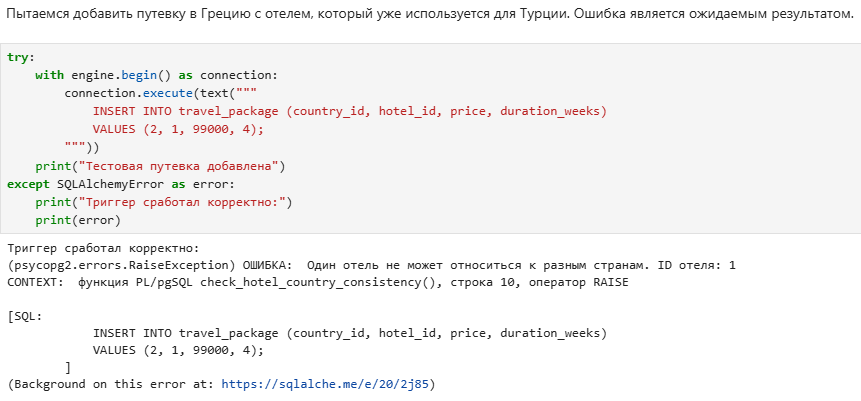 Пытаемся добавить путевку в Грецию с отелем, который уже используется для Турции. Ошибка является ожидаемым результатом.
try:
    with engine.begin() as connection:
        connection.execute(text("""
            INSERT INTO travel_package (country_id, hotel_id, price, duration_weeks)
            VALUES (2, 1, 99000, 4);
        """))
    print("Тестовая путевка добавлена")
except SQLAlchemyError as error:
    print("Триггер сработал корректно:")
    print(error)
Триггер сработал корректно:
(psycopg2.errors.RaiseException) ОШИБКА:  Один отель не может относиться к разным странам. ID отеля: 1
CONTEXT:  функция PL/pgSQL check_hotel_country_consistency(), строка 10, оператор RAISE
[SQL:
            INSERT INTO travel_package (country_id, hotel_id, price, duration_weeks)
            VALUES (2, 1, 99000, 4);
        ]
(Background on this error at: https://sqlalche.me/e/20/2j85)